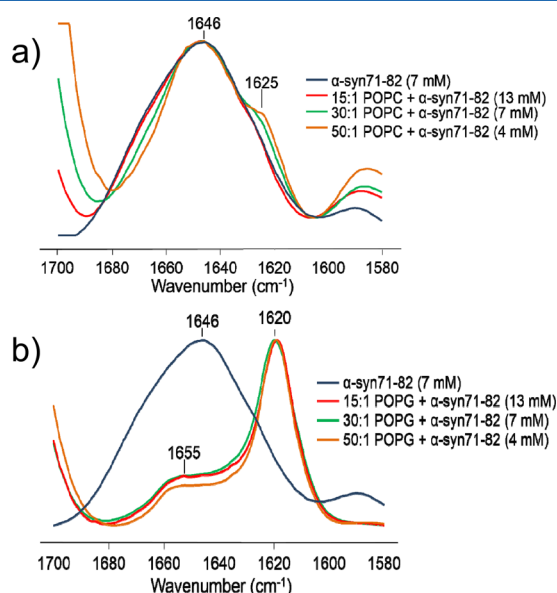 a)
1646
1625
α-syn71-82 (7 mM)
15:1 POPC + α-syn71-82 (13 mM)
30:1 POPC + α-syn71-82 (7 mM)
50:1 POPC + α-syn71-82 (4 mM)
1700 1680 1660 1640 1620 1600 1580
Wavenumber (cm-1)
b)
1646
1620
1655
α-syn71-82 (7 mM)
15:1 POPG + α-syn71-82 (13 mM)
30:1 POPG + α-syn71-82 (7 mM)
50:1 POPG + α-syn71-82 (4 mM)
1700 1680 1660 1640 1620 1600 1580
Wavenumber (cm-1)